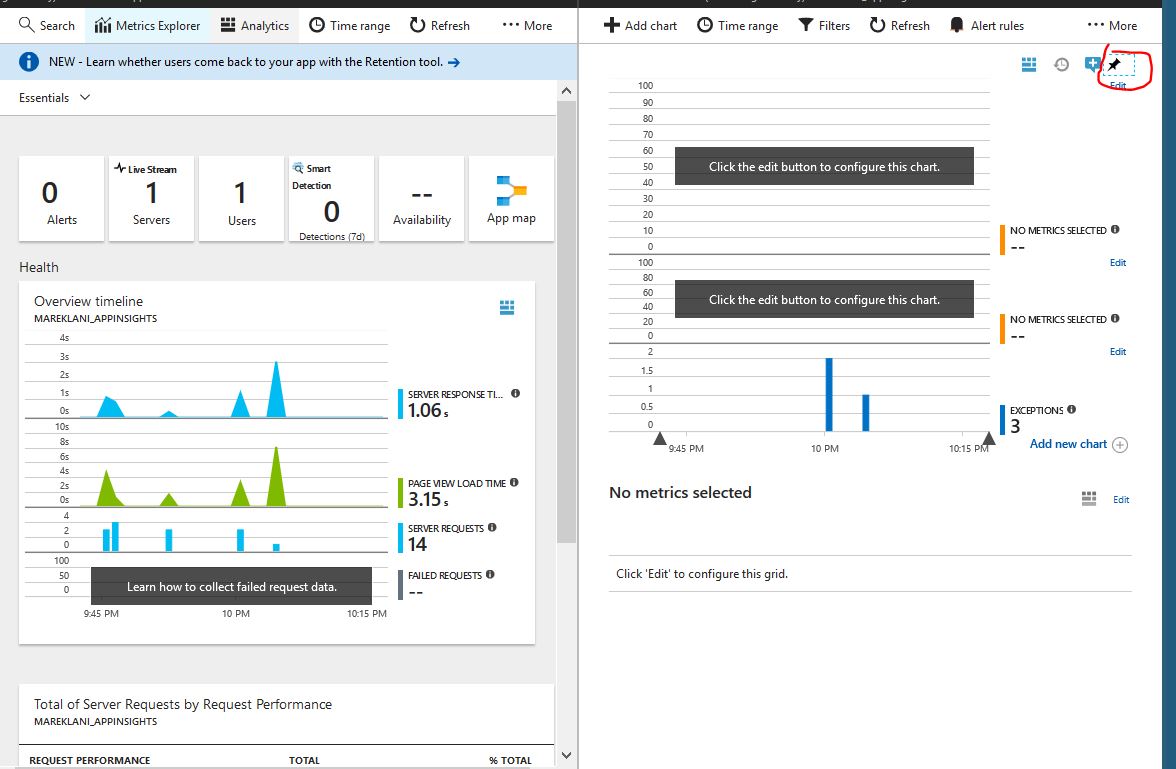 Search
Metrics Explorer
Analytics
Time range
Refresh
··· More
NEW - Learn whether users come back to your app with the Retention tool. →
Essentials
0
Alerts
Live Stream
1
Servers
1
Users
Smart
Detection
0
Detections (7d)
--
Availability
App map
Health
Overview timeline
MAREKLANI_APPINSIGHTS
4s
3s
2s
1s
0s
SERVER RESPONSE TI...
1.06 s
10s
8s
6s
4s
2s
0s
PAGE VIEW LOAD TIME
3.15 s
4
2
0
SERVER REQUESTS
14
100
50
0
Learn how to collect failed request data.
FAILED REQUESTS
--
9:45 PM 10 PM 10:15 PM
Total of Server Requests by Request Performance
MAREKLANI_APPINSIGHTS
REQUEST PERFORMANCE TOTAL % TOTAL
Add chart
Time range
Filters
Refresh
Alert rules
··· More
Edit
100
90
80
70
60
50
40
30
20
10
0
Click the edit button to configure this chart.
NO METRICS SELECTED
--
Edit
100
80
60
40
20
0
Click the edit button to configure this chart.
NO METRICS SELECTED
--
Edit
2
1.5
1
0.5
0
EXCEPTIONS
3
9:45 PM 10 PM 10:15 PM
Add new chart
No metrics selected
Edit
Click 'Edit' to configure this grid.